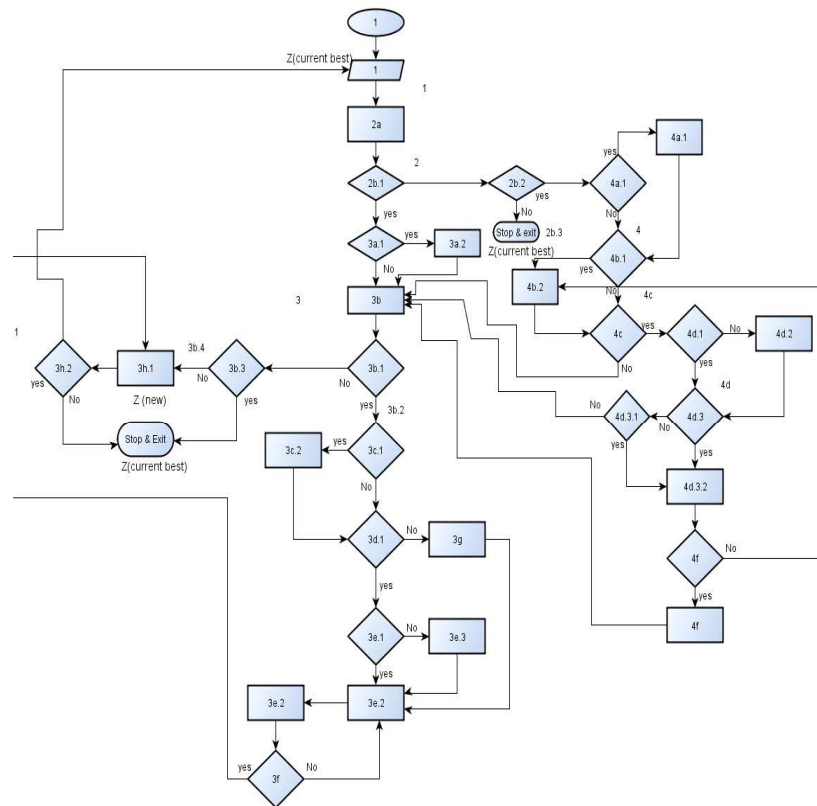 1
Z(current best)
1
1
2a
4a.1
2
yes
2b.1
2b.2
yes
4a.1
yes
No
No
Stop & exit
2b.3
4
Z(current best)
3a.1
yes
3a.2
No
4b.1
yes
No
4b.2
4c
3
3b
4c
yes
4d.1
No
4d.2
No
yes
1
3h.2
yes
No
3h.1
Z (new)
3b.4
No
3b.3
yes
3b.1
No
yes
3b.2
4d
No
4d.3.1
No
4d.3
yes
yes
Stop & Exit
Z(current best)
3c.2
yes
3c.1
No
4d.3.2
3d.1
No
3g
yes
4f
No
yes
3e.1
No
3e.3
yes
4f
3e.2
3e.2
yes
3f
No